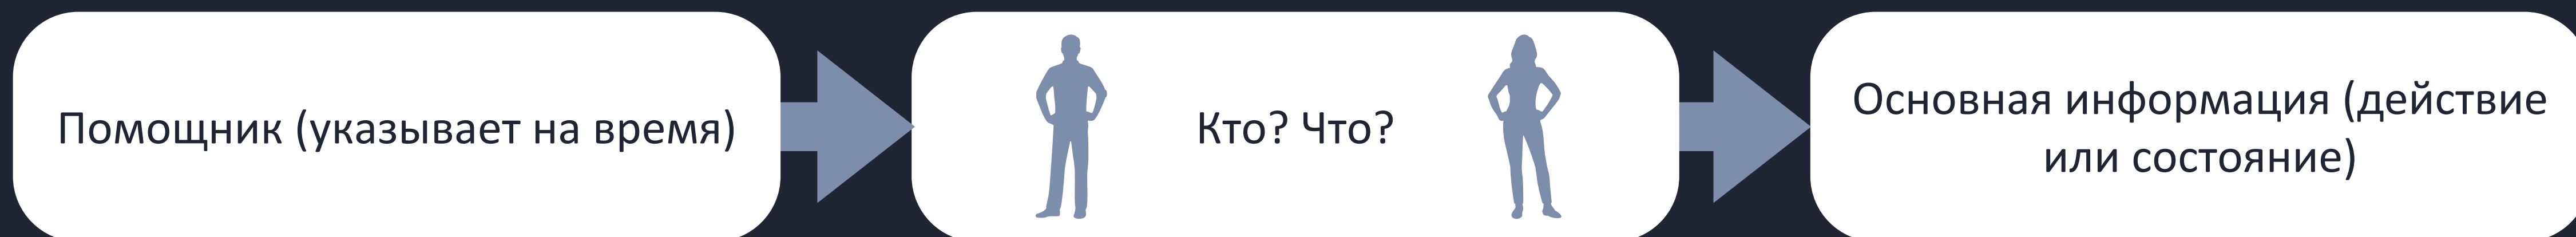 Помощник (указывает на время)
Кто? Что?
Основная информация (действие
или состояние)